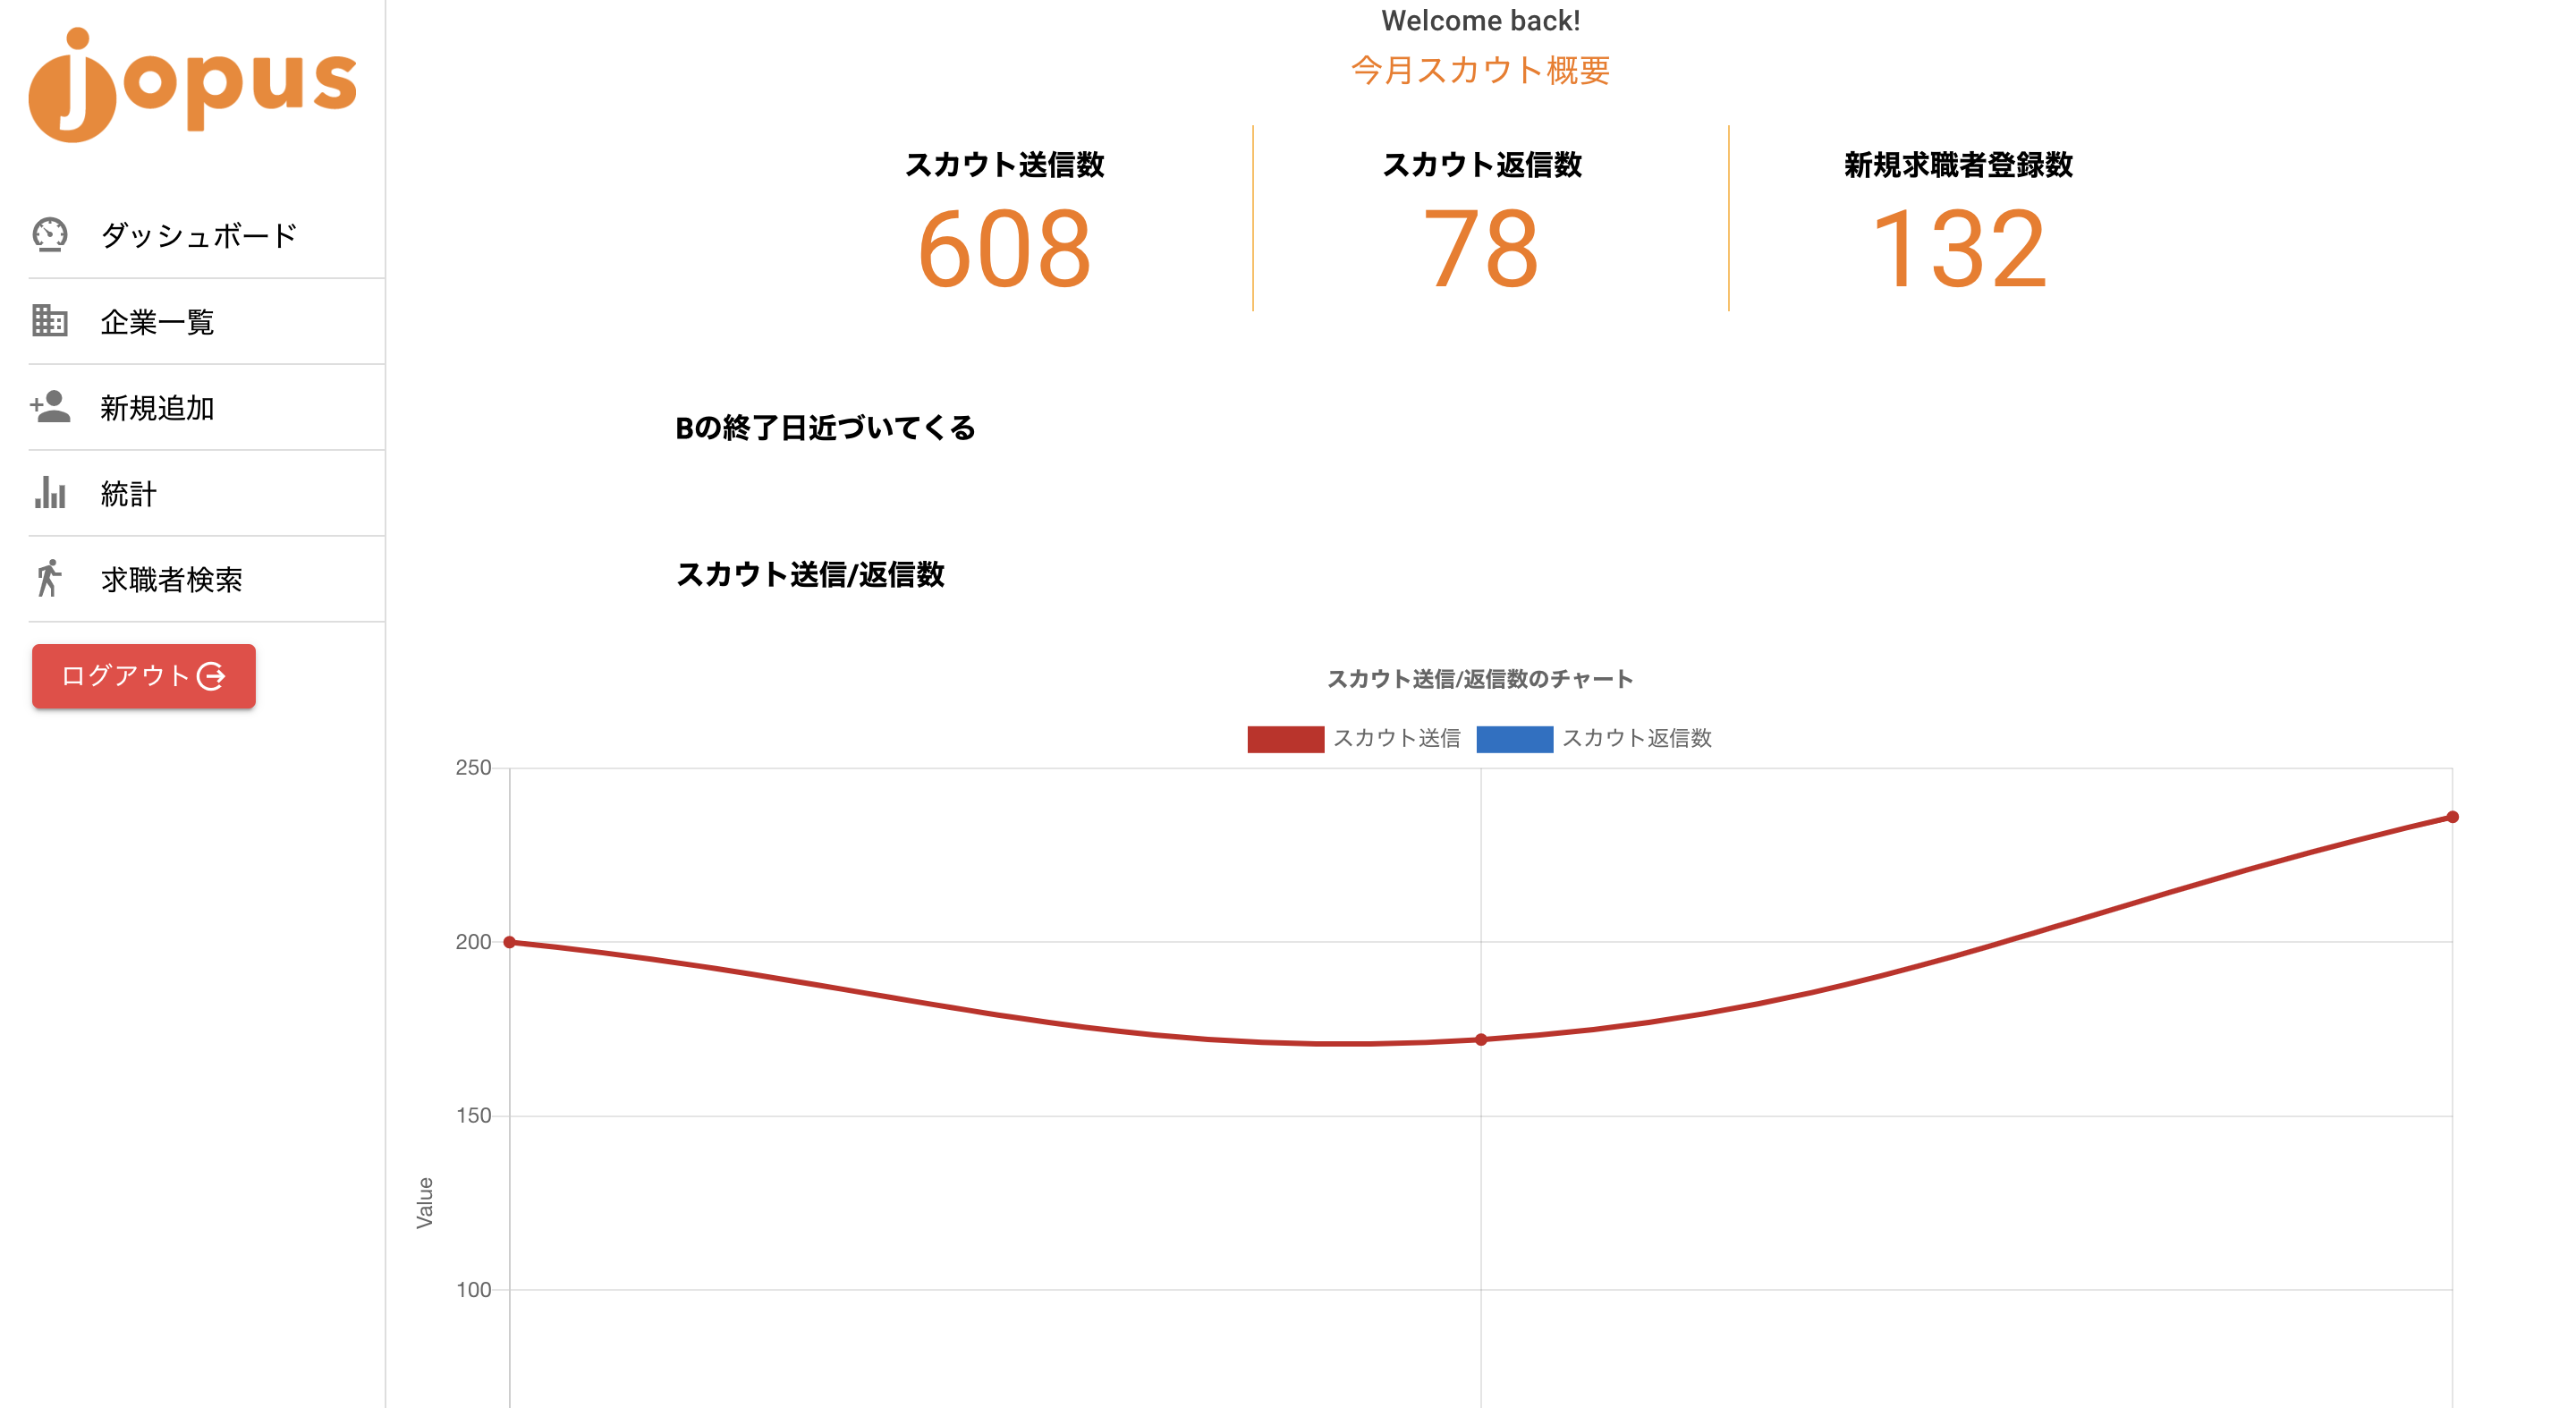 jopus
ダッシュボード
企業一覧
新規追加
統計
求職者検索
ログアウト
Welcome back!
今月スカウト概要
スカウト送信数
608
スカウト返信数
78
新規求職者登録数
132
Bの終了日近づいてくる
スカウト送信/返信数
スカウト送信/返信数のチャート
スカウト送信 スカウト返信数
250
200
150
100
Value